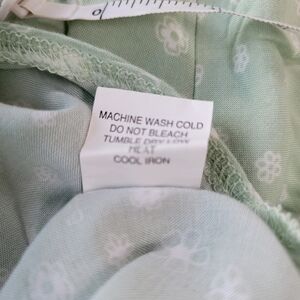 MACHINE WASH COLD
DO NOT BLEACH
TUMBLE DRY LOW
HEAT
COOL IRON